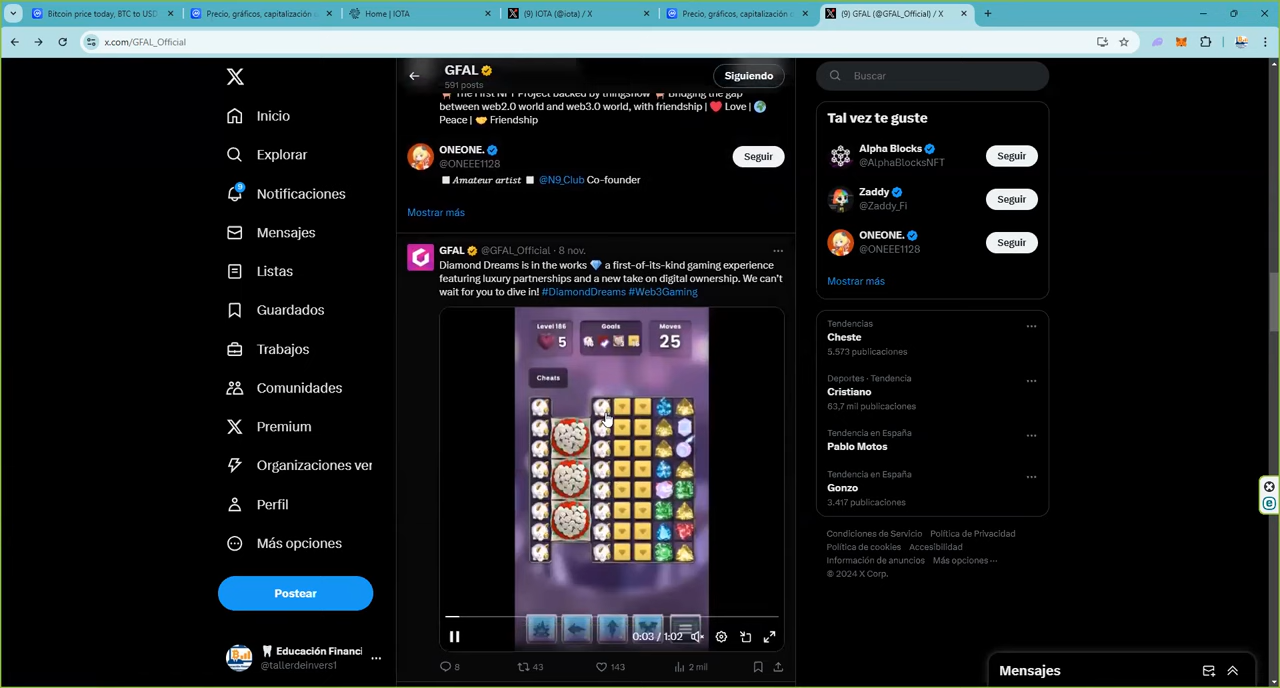 Bitcoin price today, BTC to USD
Precio, gráficos, capitalización
Home | IOTA
(9) IOTA (@iota) / X
Precio, gráficos, capitalización
(9) GFAL (@GFAL_Official) / X
x.com/GFAL_Official
Inicio
Explorar
9
Notificaciones
Mensajes
Listas
Guardados
Trabajos
Comunidades
Premium
Organizaciones ver
Perfil
Más opciones
Postear
Educación Financi
@tallerdeinvers1
GFAL
591 posts
Siguiendo
The First NFT Project backed by thingsnow Bridging the gap
between web2.0 world and web3.0 world, with friendship | ❤️ Love | 🌍
Peace | 🤝 Friendship
ONEONE.
@ONEEE1128
Seguir
Amateur artist @N9_Club Co-founder
Mostrar más
GFAL @GFAL_Official · 8 nov.
Diamond Dreams is in the works 💎 a first-of-its-kind gaming experience
featuring luxury partnerships and a new take on digital ownership. We can't
wait for you to dive in! #DiamondDreams #Web3Gaming
Level 186
5
Goals
Moves
25
Cheats
0:03 / 1:02
8
43
143
2 mil
Buscar
Tal vez te guste
Alpha Blocks
@AlphaBlocksNFT
Seguir
Zaddy
@Zaddy_Fi
Seguir
ONEONE.
@ONEEE1128
Seguir
Mostrar más
Tendencias
Cheste
5.573 publicaciones
Deportes · Tendencia
Cristiano
63,7 mil publicaciones
Tendencia en España
Pablo Motos
Tendencia en España
Gonzo
3.417 publicaciones
Condiciones de Servicio Política de Privacidad
Política de cookies Accesibilidad
Información de anuncios Más opciones ···
© 2024 X Corp.
Mensajes